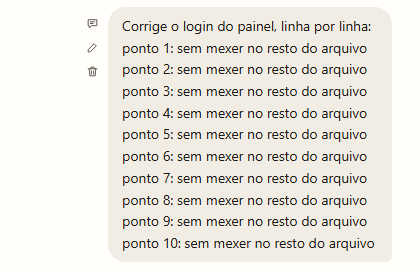 Corrige o login do painel, linha por linha:
ponto 1: sem mexer no resto do arquivo
ponto 2: sem mexer no resto do arquivo
ponto 3: sem mexer no resto do arquivo
ponto 4: sem mexer no resto do arquivo
ponto 5: sem mexer no resto do arquivo
ponto 6: sem mexer no resto do arquivo
ponto 7: sem mexer no resto do arquivo
ponto 8: sem mexer no resto do arquivo
ponto 9: sem mexer no resto do arquivo
ponto 10: sem mexer no resto do arquivo